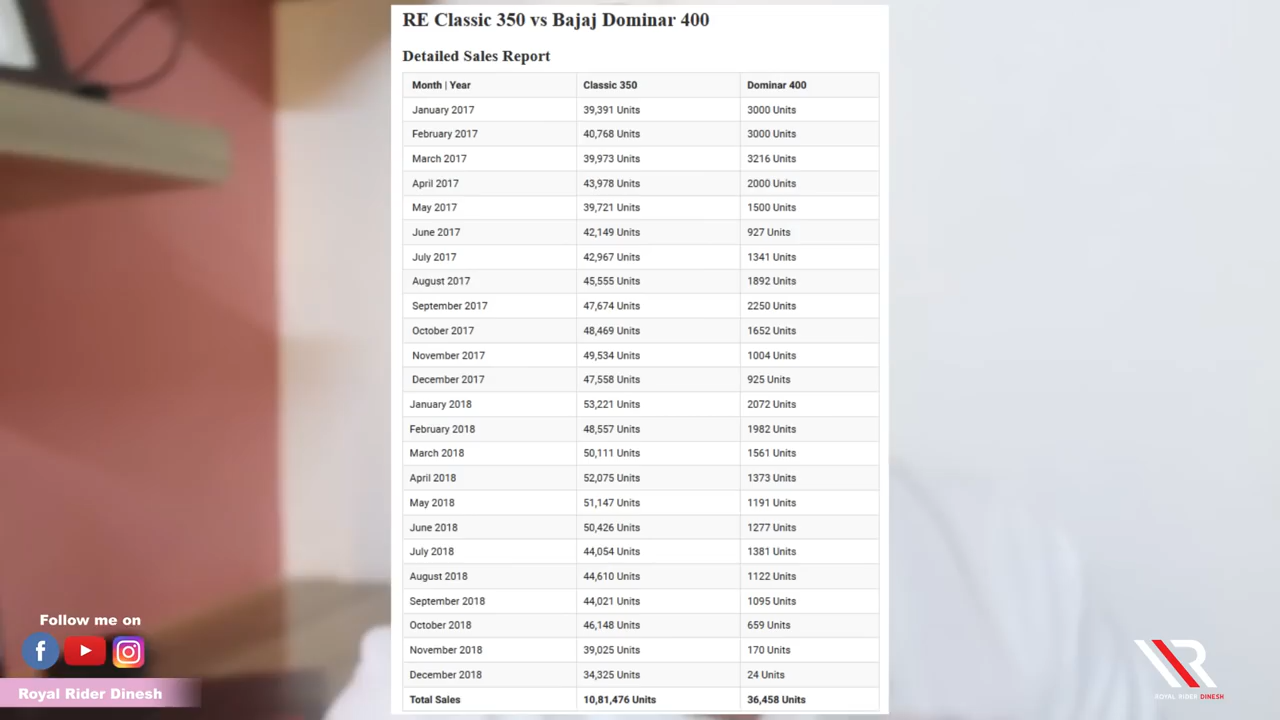 RE Classic 350 vs Bajaj Dominar 400
Detailed Sales Report
Month | Year Classic 350 Dominar 400
January 2017 39,391 Units 3000 Units
February 2017 40,768 Units 3000 Units
March 2017 39,973 Units 3216 Units
April 2017 43,978 Units 2000 Units
May 2017 39,721 Units 1500 Units
June 2017 42,149 Units 927 Units
July 2017 42,967 Units 1341 Units
August 2017 45,555 Units 1892 Units
September 2017 47,674 Units 2250 Units
October 2017 48,469 Units 1652 Units
November 2017 49,534 Units 1004 Units
December 2017 47,558 Units 925 Units
January 2018 53,221 Units 2072 Units
February 2018 48,557 Units 1982 Units
March 2018 50,111 Units 1561 Units
April 2018 52,075 Units 1373 Units
May 2018 51,147 Units 1191 Units
June 2018 50,426 Units 1277 Units
July 2018 44,054 Units 1381 Units
August 2018 44,610 Units 1122 Units
September 2018 44,021 Units 1095 Units
October 2018 46,148 Units 659 Units
November 2018 39,025 Units 170 Units
December 2018 34,325 Units 24 Units
Total Sales 10,81,476 Units 36,458 Units
Follow me on
Royal Rider Dinesh
ROYAL RIDER DINESH